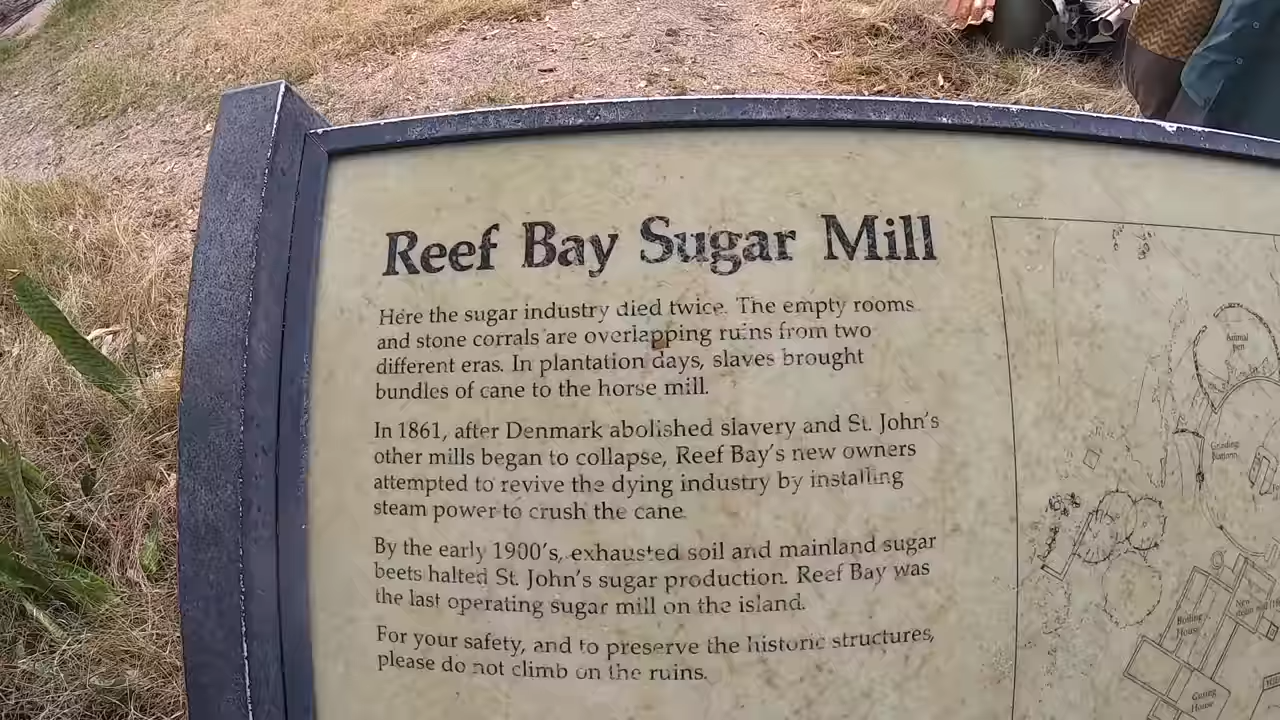 Reef Bay Sugar Mill
Here the sugar industry died twice. The empty rooms
and stone corrals are overlapping ruins from two
different eras. In plantation days, slaves brought
bundles of cane to the horse mill.
In 1861, after Denmark abolished slavery and St. John's
other mills began to collapse, Reef Bay's new owners
attempted to revive the dying industry by installing
steam power to crush the cane.
By the early 1900's, exhausted soil and mainland sugar
beets halted St. John's sugar production. Reef Bay was
the last operating sugar mill on the island.
For your safety, and to preserve the historic structures,
please do not climb on the ruins.
Animal
pen
Grinding
platform
New
Boiling
House
Curing
House